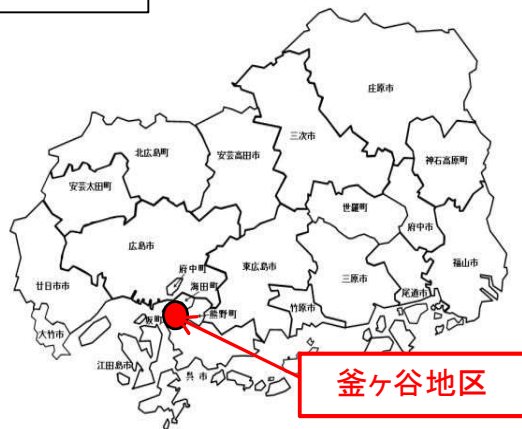 庄原市
三次市
北広島町
安芸高田市
神石高原町
安芸太田町
世羅町
府中市
広島市
福山市
府中町
東広島市
三原市
廿日市市
海田町
尾道市
竹原市
坂町
熊野町
大竹市
江田島市
呉市
釜ヶ谷地区